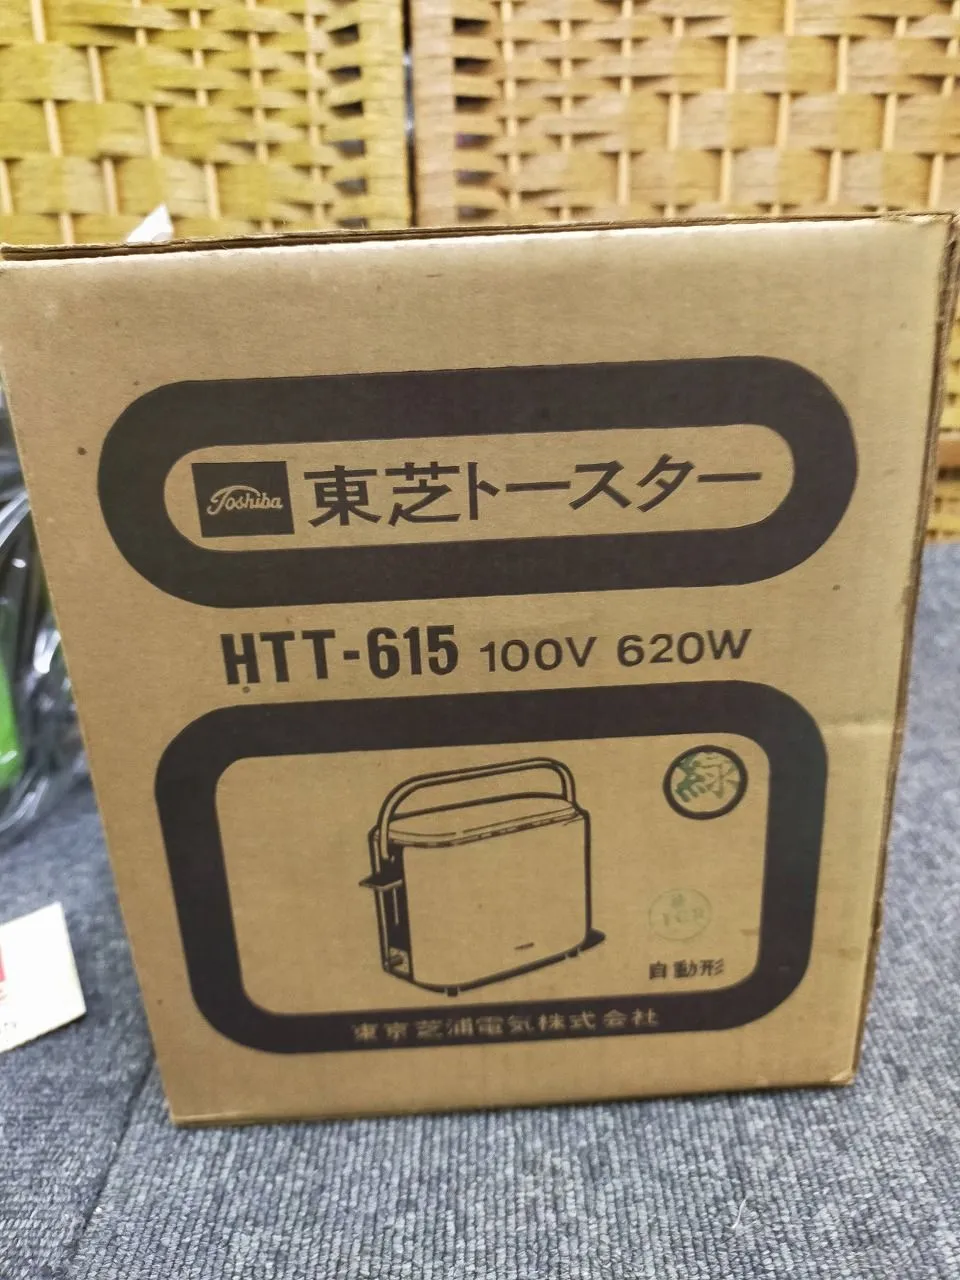 Toshiba 東芝トースター
HTT-615 100V 620W
緑
自動形
東京芝浦電気株式会社